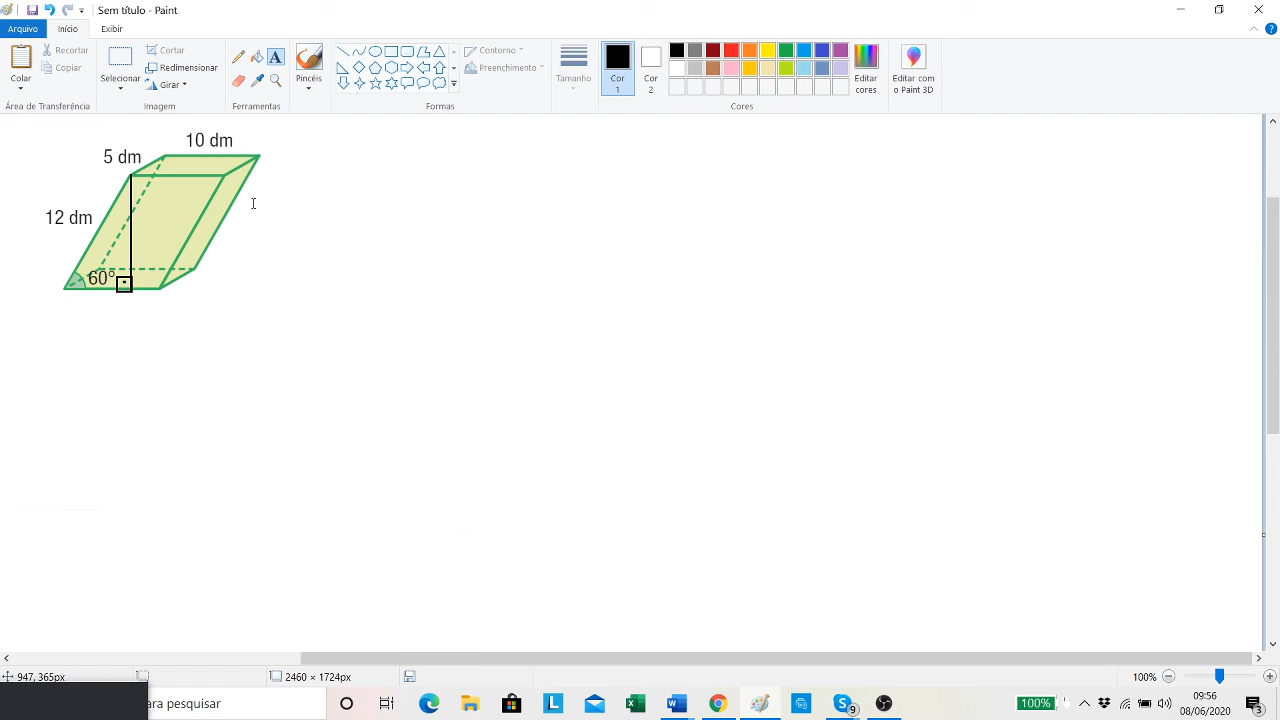 Sem título - Paint
Arquivo Início Exibir
Colar
Recortar
Copiar
Área de Transferência
Selecionar
Cortar
Redimensionar
Girar
Imagem
Ferramentas
Pincéis
Formas
Contorno
Preenchimento
Tamanho
Cor 1
Cor 2
Editar cores
Cores
Editar com o Paint 3D
10 dm
5 dm
12 dm
60°
947, 365px
2460 × 1724px
100%
ara pesquisar
100%
09:56
08/06/2020